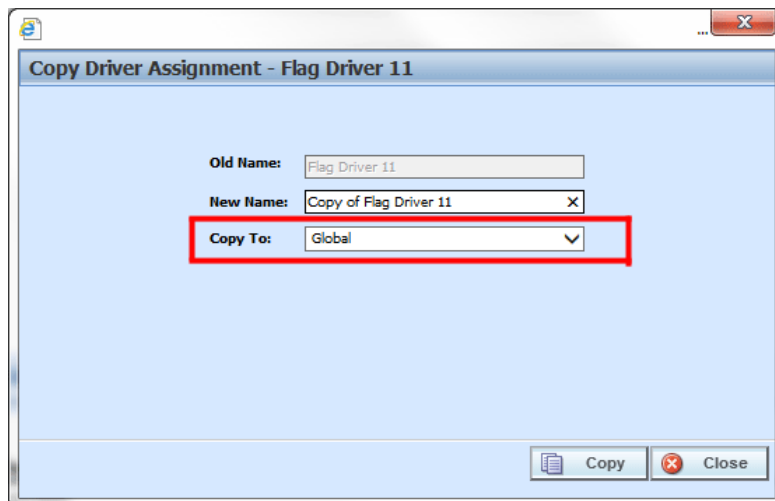 ...
Copy Driver Assignment - Flag Driver 11
Old Name: Flag Driver 11
New Name: Copy of Flag Driver 11
Copy To: Global
Copy Close